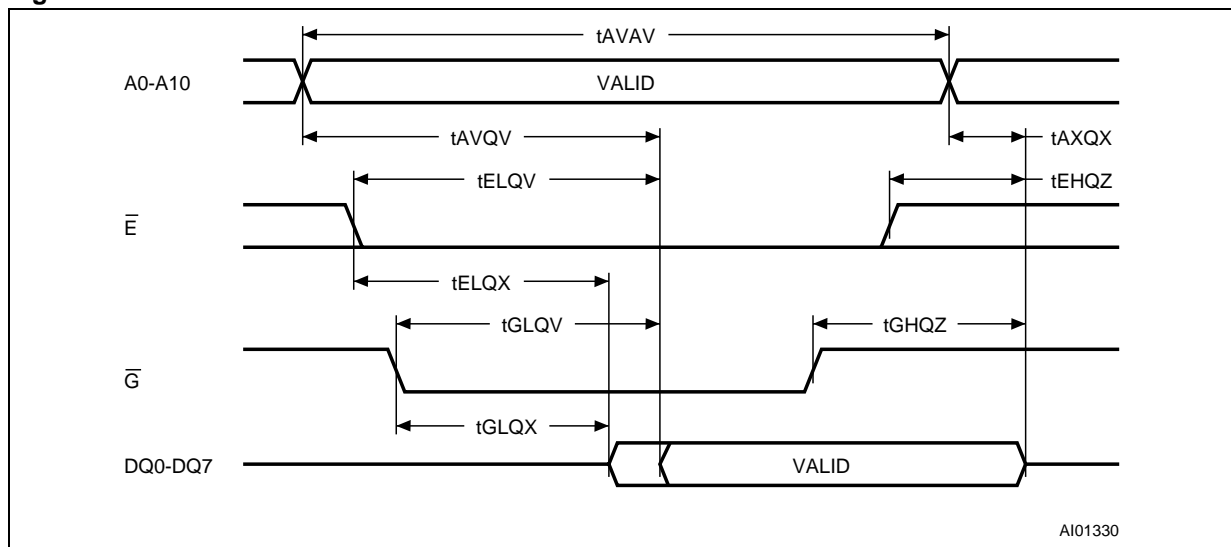 tAVAV
A0-A10
VALID
tAVQV
tAXQX
tELQV
tEHQZ
E
tELQX
tGLQV
tGHQZ
G
tGLQX
DQ0-DQ7
VALID
AI01330